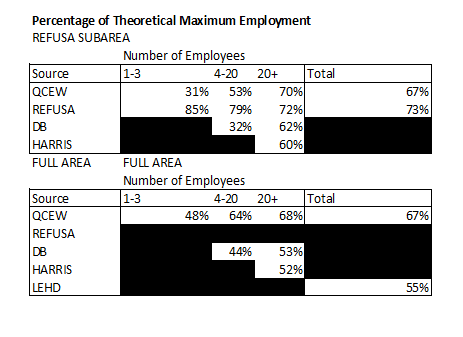 Percentage of Theoretical Maximum Employment
REFUSA SUBAREA
Number of Employees
Source 1-3 4-20 20+ Total
QCEW 31% 53% 70% 67%
REFUSA 85% 79% 72% 73%
DB 32% 62%
HARRIS 60%
FULL AREA FULL AREA
Number of Employees
Source 1-3 4-20 20+ Total
QCEW 48% 64% 68% 67%
REFUSA
DB 44% 53%
HARRIS 52%
LEHD 55%